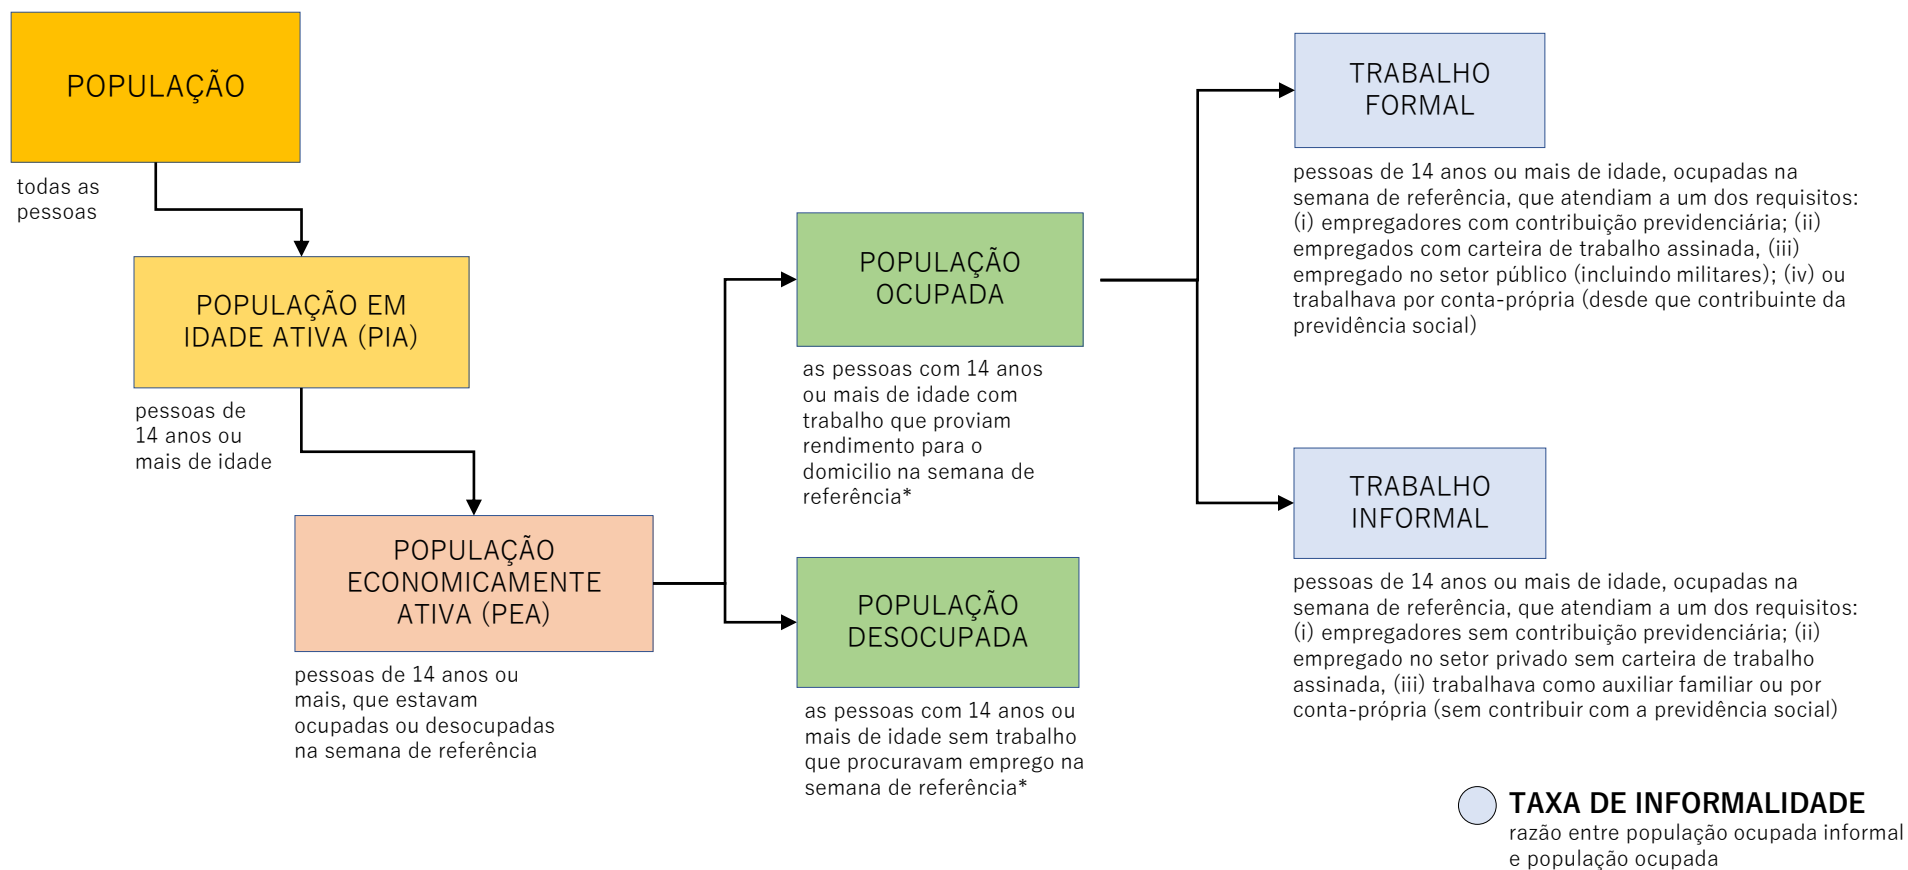 POPULAÇÃO
todas as
pessoas
POPULAÇÃO EM
IDADE ATIVA (PIA)
pessoas de
14 anos ou
mais de idade
POPULAÇÃO
ECONOMICAMENTE
ATIVA (PEA)
pessoas de 14 anos ou
mais, que estavam
ocupadas ou desocupadas
na semana de referência
POPULAÇÃO
OCUPADA
as pessoas com 14 anos
ou mais de idade com
trabalho que proviam
rendimento para o
domicilio na semana de
referência*
POPULAÇÃO
DESOCUPADA
as pessoas com 14 anos ou
mais de idade sem trabalho
que procuravam emprego na
semana de referência*
TRABALHO
FORMAL
pessoas de 14 anos ou mais de idade, ocupadas na
semana de referência, que atendiam a um dos requisitos:
(i) empregadores com contribuição previdenciária; (ii)
empregados com carteira de trabalho assinada, (iii)
empregado no setor público (incluindo militares); (iv) ou
trabalhava por conta-própria (desde que contribuinte da
previdência social)
TRABALHO
INFORMAL
pessoas de 14 anos ou mais de idade, ocupadas na
semana de referência, que atendiam a um dos requisitos:
(i) empregadores sem contribuição previdenciária; (ii)
empregado no setor privado sem carteira de trabalho
assinada, (iii) trabalhava como auxiliar familiar ou por
conta-própria (sem contribuir com a previdência social)
TAXA DE INFORMALIDADE
razão entre população ocupada informal
e população ocupada